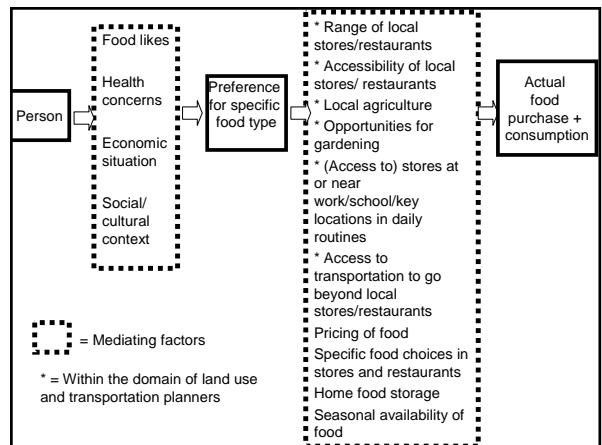 Person
Food likes
Health
concerns
Economic
situation
Social/
cultural
context
Preference
for specific
food type
* Range of local
stores/restaurants
* Accessibility of local
stores/ restaurants
* Local agriculture
* Opportunities for
gardening
* (Access to) stores at
or near
work/school/key
locations in daily
routines
* Access to
transportation to go
beyond local
stores/restaurants
Pricing of food
Specific food choices in
stores and restaurants
Home food storage
Seasonal availability of
food
Actual
food
purchase +
consumption
= Mediating factors
* = Within the domain of land use
and transportation planners